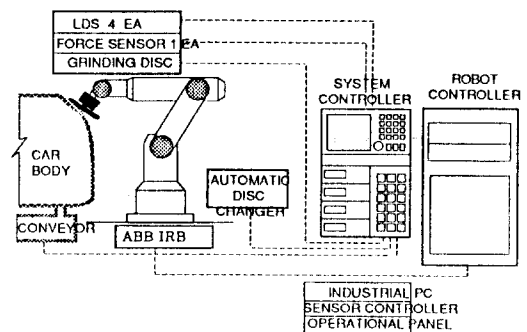 LDS 4 EA
FORCE SENSOR 1 EA
GRINDING DISC
SYSTEM
CONTROLLER
ROBOT
CONTROLLER
CAR
BODY
AUTOMATIC
DISC
CHANGER
CONVEYOR
ABB IRB
INDUSTRIAL PC
SENSOR CONTROLLER
OPERATIONAL PANEL